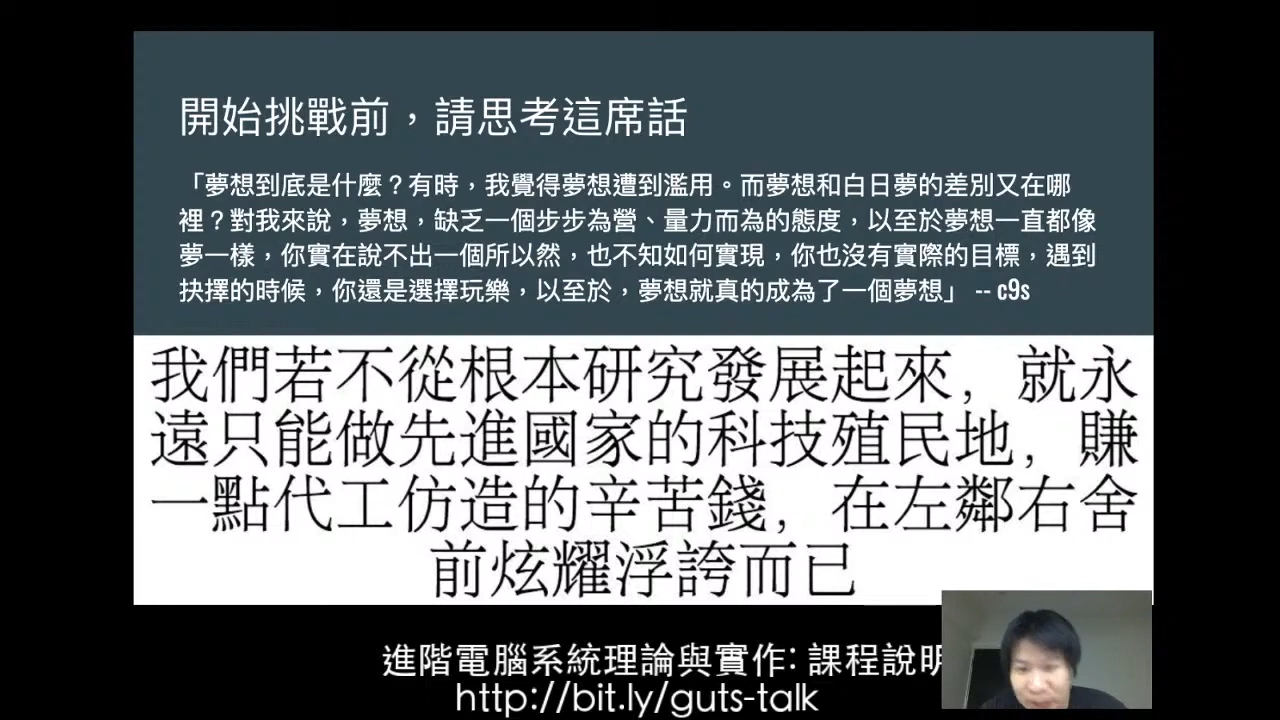 開始挑戰前，請思考這席話
「夢想到底是什麼？有時，我覺得夢想遭到濫用。而夢想和白日夢的差別又在哪
裡？對我來說，夢想，缺乏一個步步為營、量力而為的態度，以至於夢想一直都像
夢一樣，你實在說不出一個所以然，也不知如何實現，你也沒有實際的目標，遇到
抉擇的時候，你還是選擇玩樂，以至於，夢想就真的成為了一個夢想」 -- c9s
我們若不從根本研究發展起來，就永
遠只能做先進國家的科技殖民地，賺
一點代工仿造的辛苦錢，在左鄰右舍
前炫耀浮誇而已
進階電腦系統理論與實作: 課程說明
http://bit.ly/guts-talk